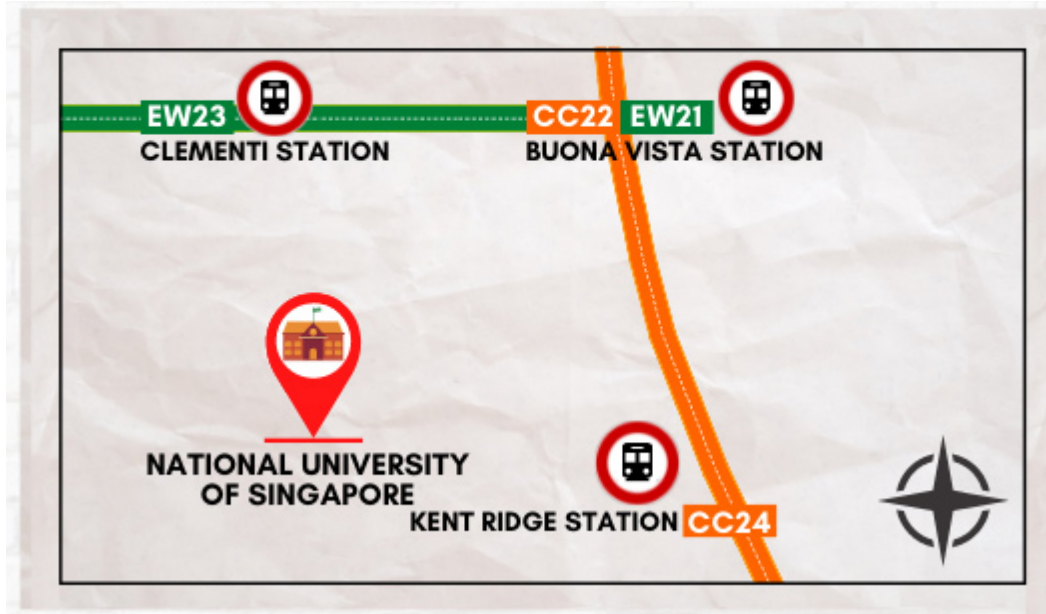 EW23
CLEMENTI STATION
CC22 EW21
BUONA VISTA STATION
NATIONAL UNIVERSITY
OF SINGAPORE
KENT RIDGE STATION CC24